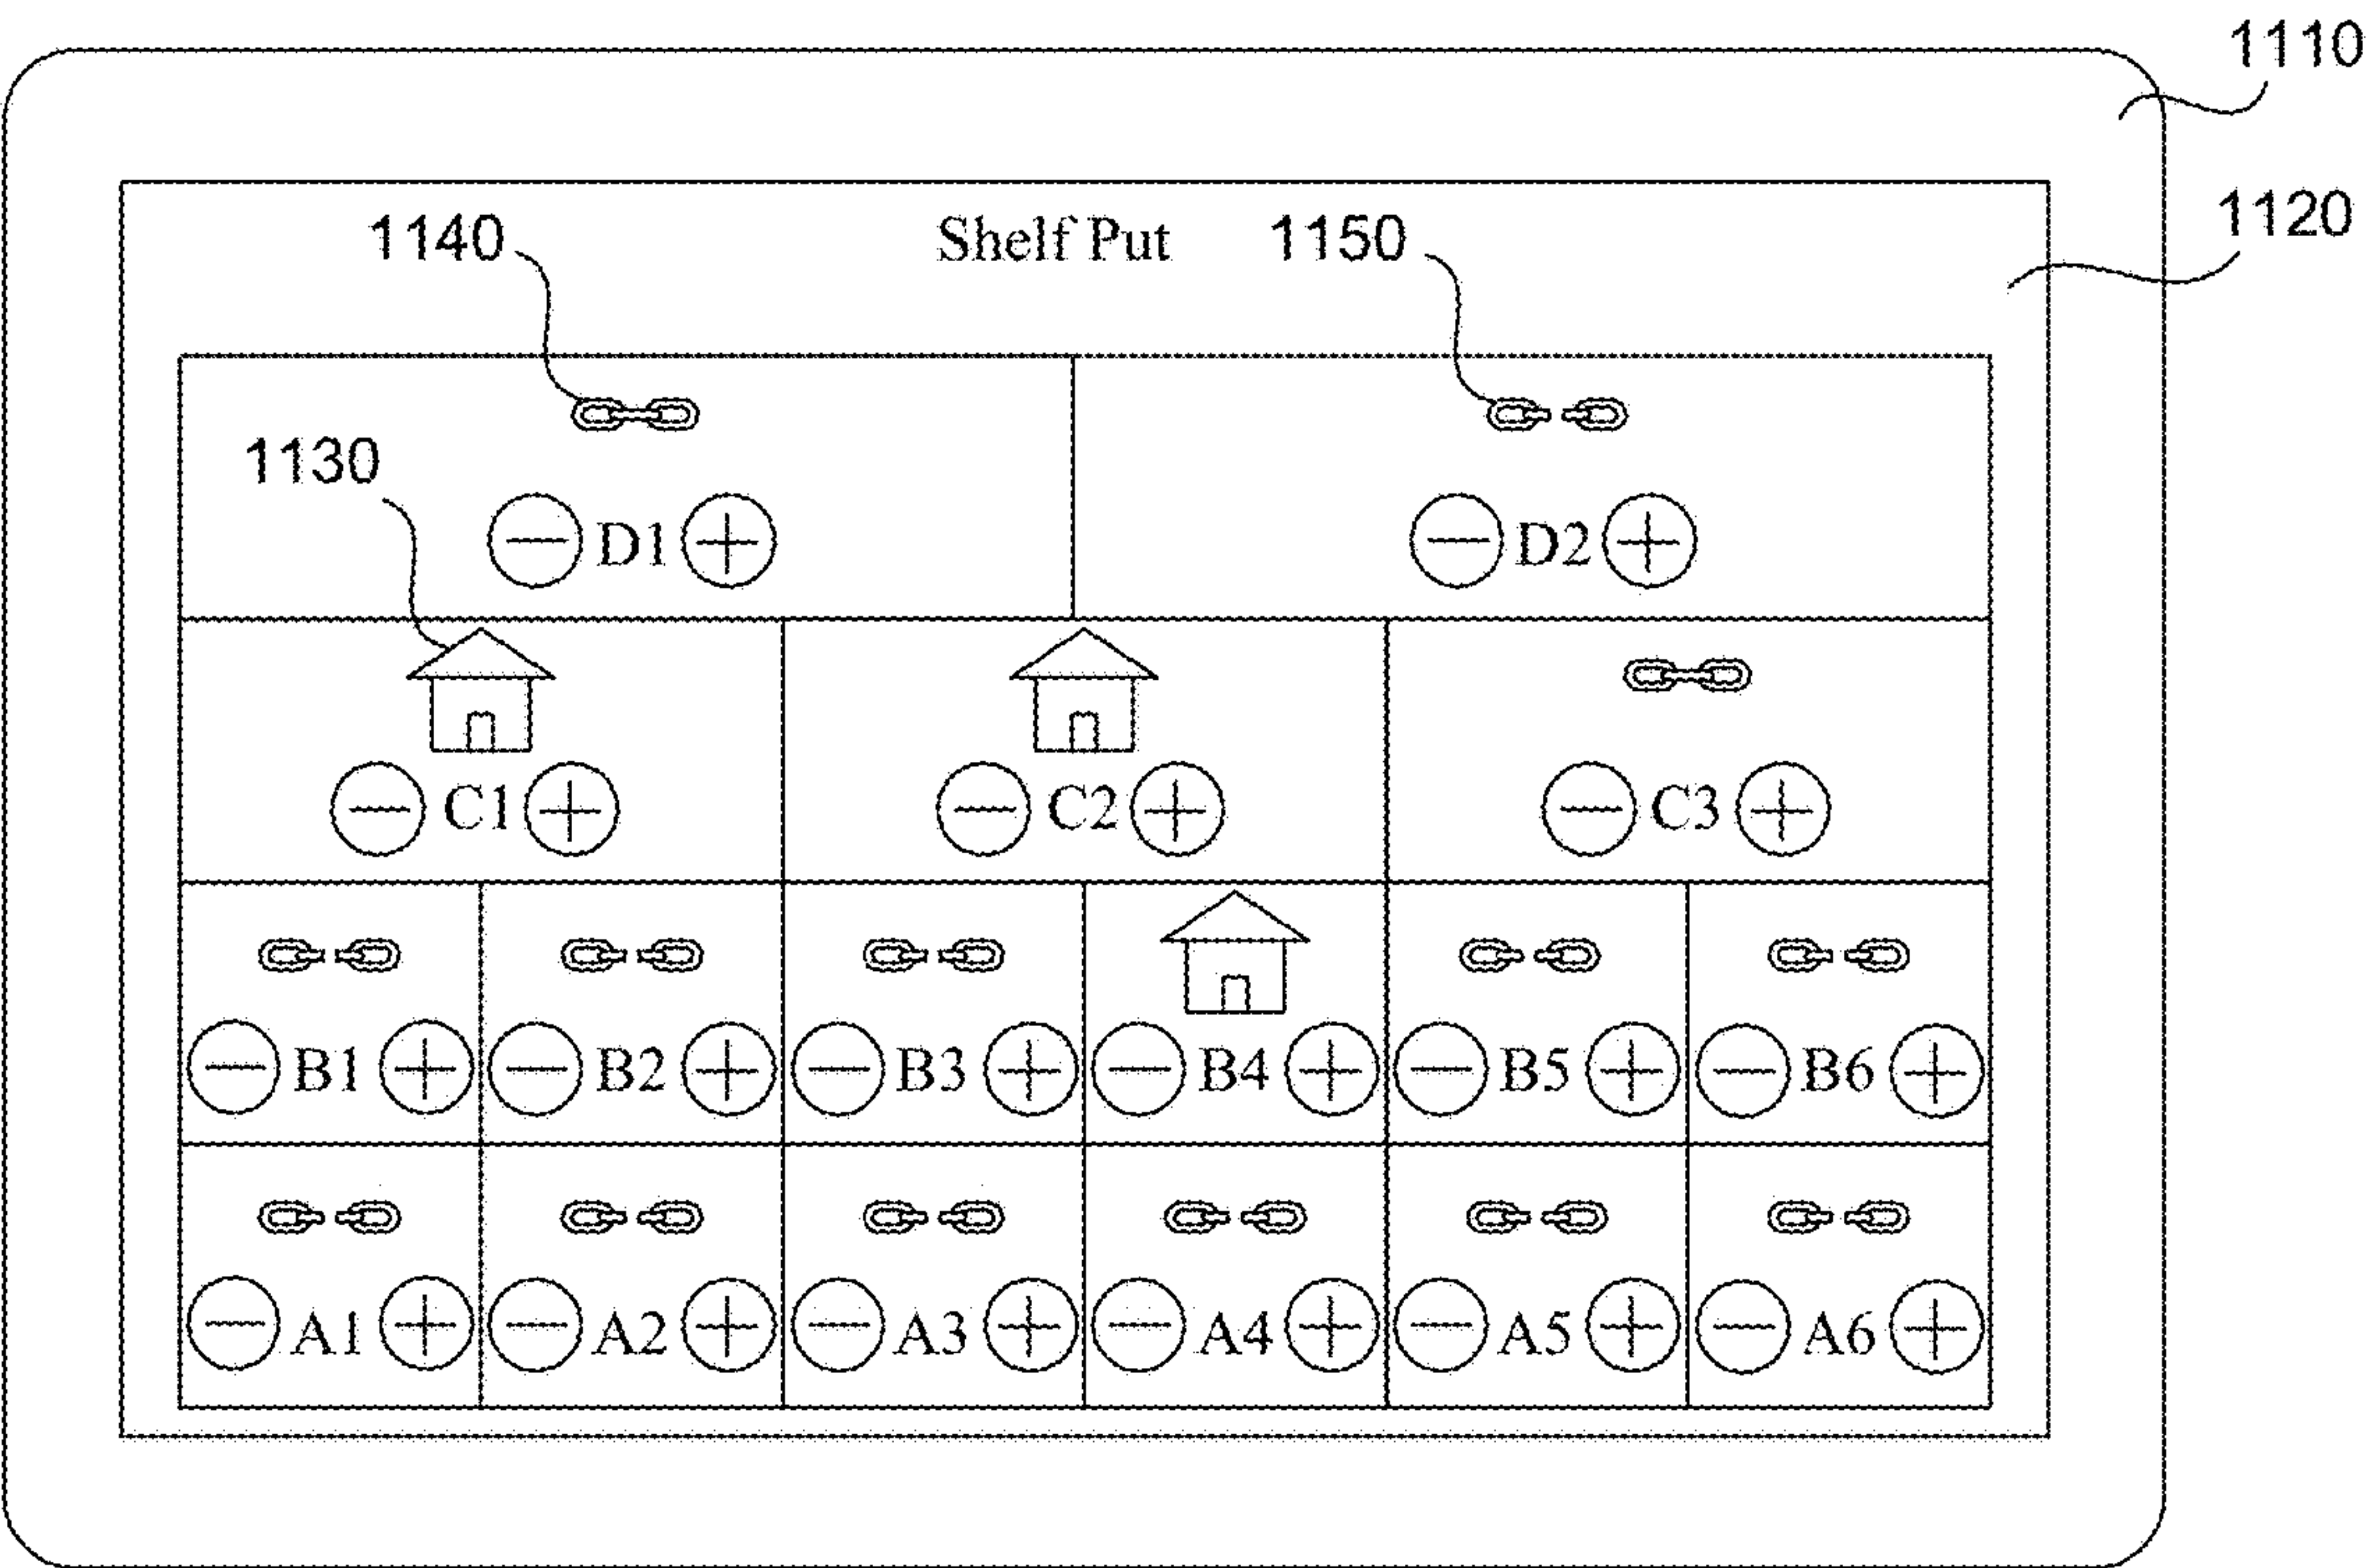 1110
1120
1140 Shelf Put 1150
1130
D1 D2
C1 C2 C3
B1 B2 B3 B4 B5 B6
A1 A2 A3 A4 A5 A6